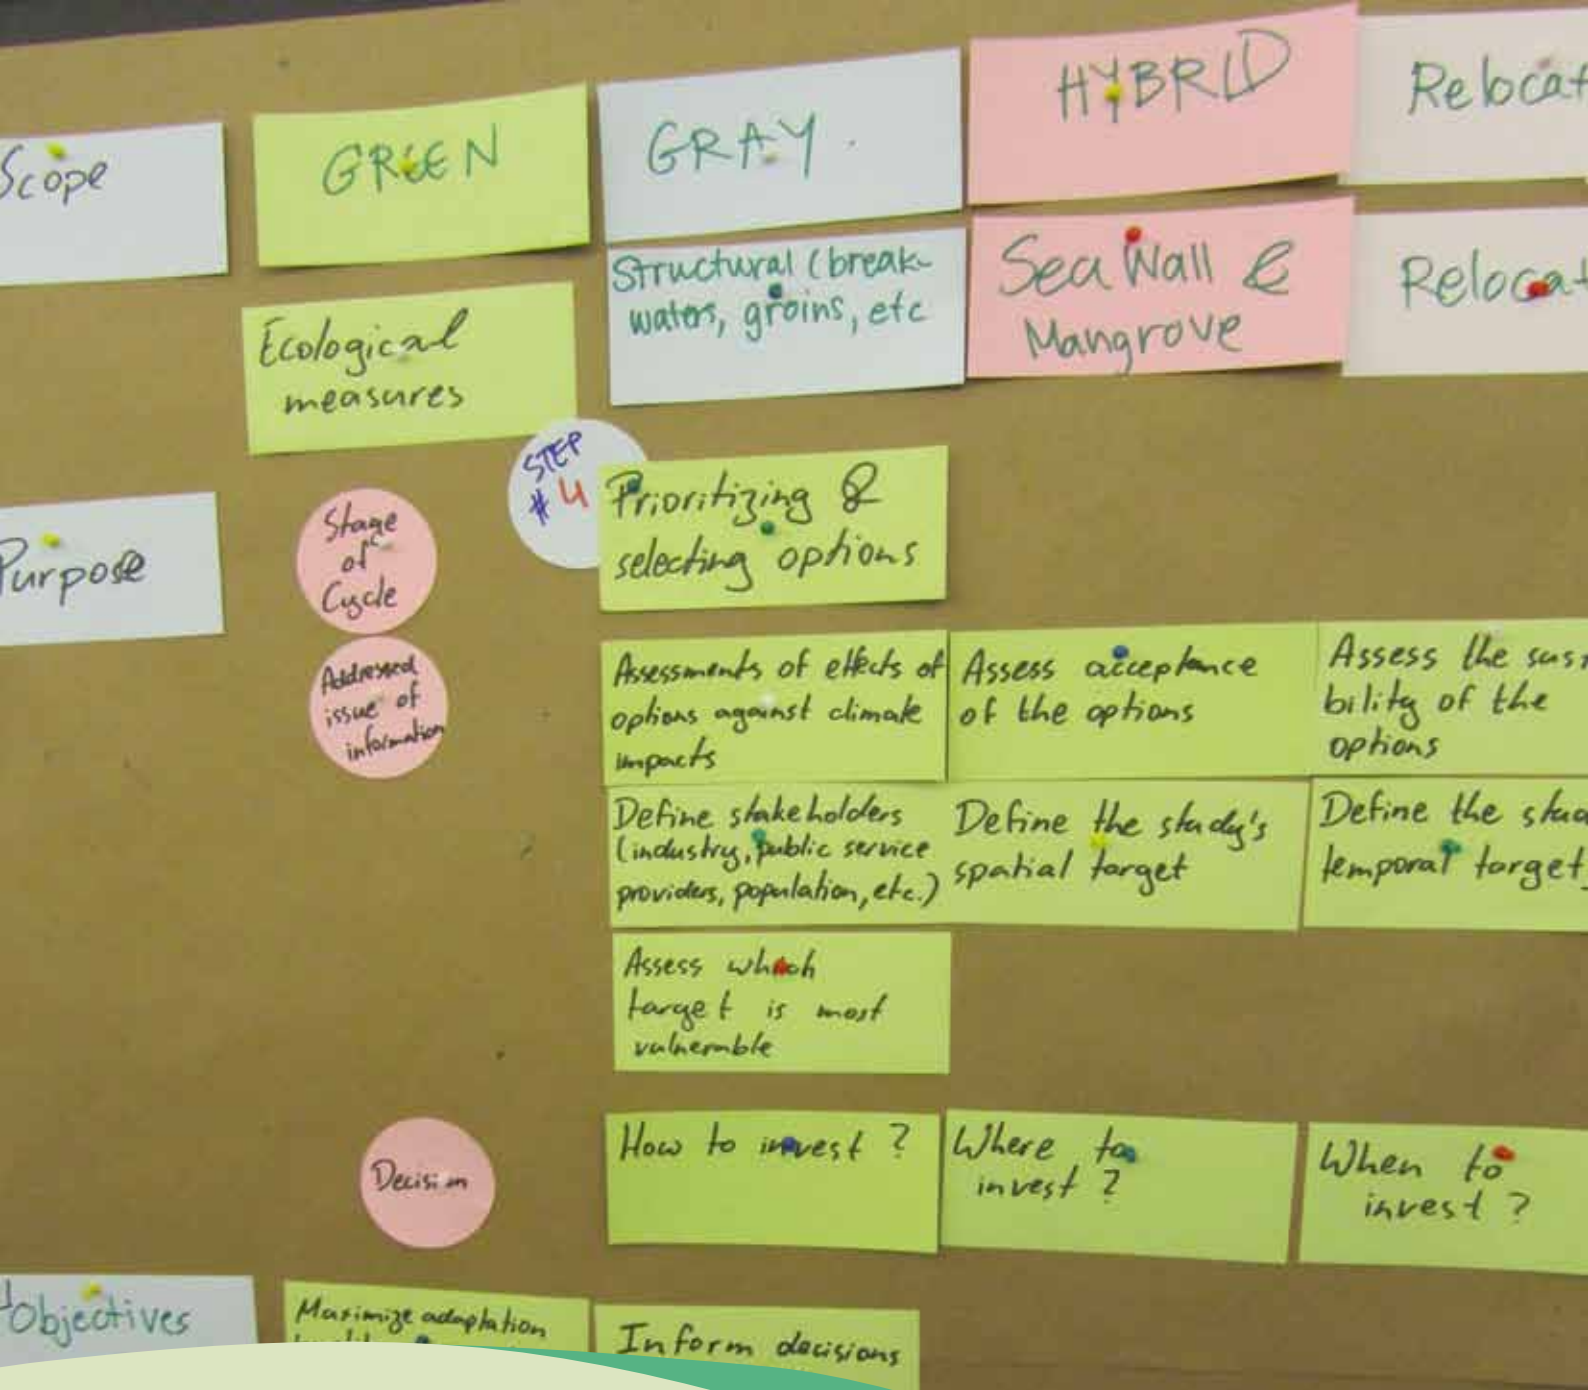 Scope
GREEN
GRAY
HYBRID
Relocat
Ecological
measures
Structural (break-
waters, groins, etc
Sea Wall &
Mangrove
Relocat
Purpose
Stage
of
Cycle
STEP
# 4
Prioritizing &
selecting options
Addressed
issue of
information
Assessments of effects of
options against climate
impacts
Assess acceptance
of the options
Assess the sus
bility of the
options
Define stakeholders
(industry, public service
providers, population, etc.)
Define the study's
spatial target
Define the stud
temporal target
Assess which
target is most
vulnerable
Decision
How to invest ?
Where to
invest ?
When to
invest ?
Objectives
Maximize adaptation
Inform decisions